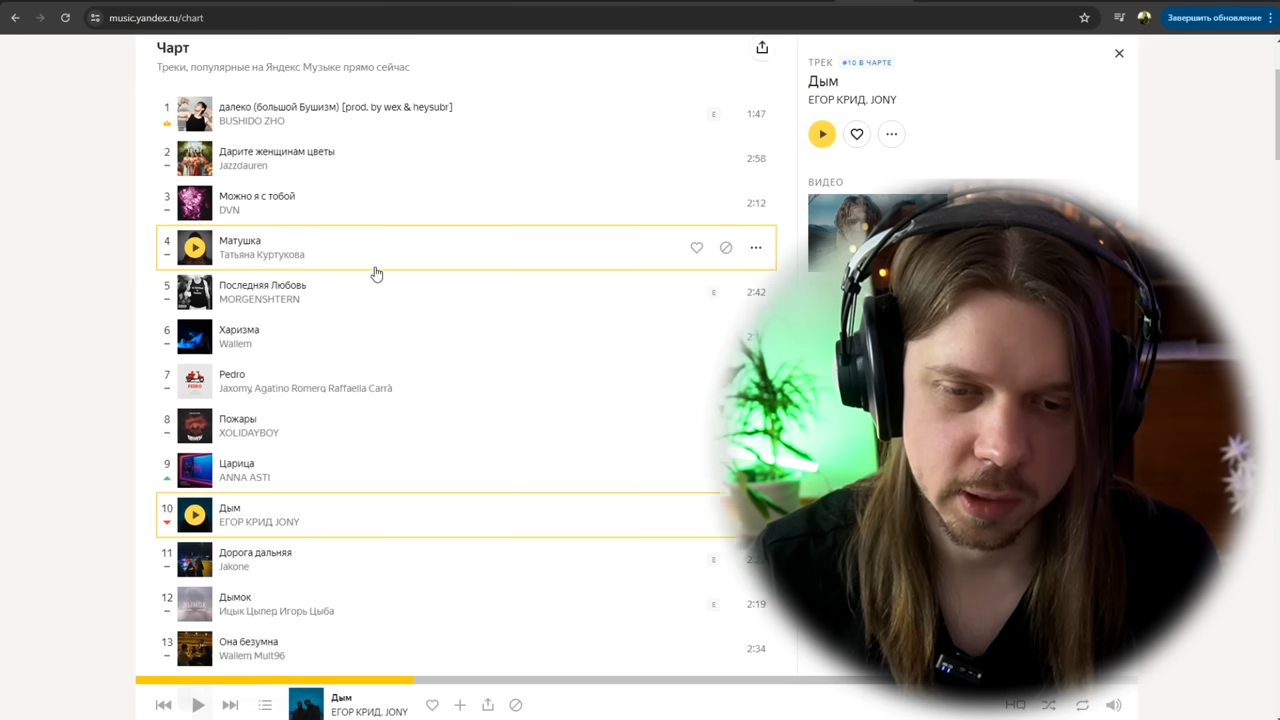 music.yandex.ru/chart
Завершить обновление
Чарт
Треки, популярные на Яндекс Музыке прямо сейчас
1
далеко (большой Бушизм) [prod. by wex & heysubr]
BUSHIDO ZHO
E
1:47
2
Дарите женщинам цветы
Jazzdauren
2:58
3
Можно я с тобой
DVN
2:12
4
Матушка
Татьяна Куртукова
5
Последняя Любовь
MORGENSHTERN
E
2:42
6
Харизма
Wallem
7
Pedro
Jaxomy, Agatino Romero, Raffaella Carrà
8
Пожары
XOLIDAYBOY
9
Царица
ANNA ASTI
10
Дым
ЕГОР КРИД, JONY
11
Дорога дальняя
Jakone
E
12
Дымок
Ицык Цыпер, Игорь Цыба
E
2:19
13
Она безумна
Wallem, Mult96
2:34
ТРЕК
#10 В ЧАРТЕ
Дым
ЕГОР КРИД, JONY
ВИДЕО
Дым
ЕГОР КРИД, JONY
HQ